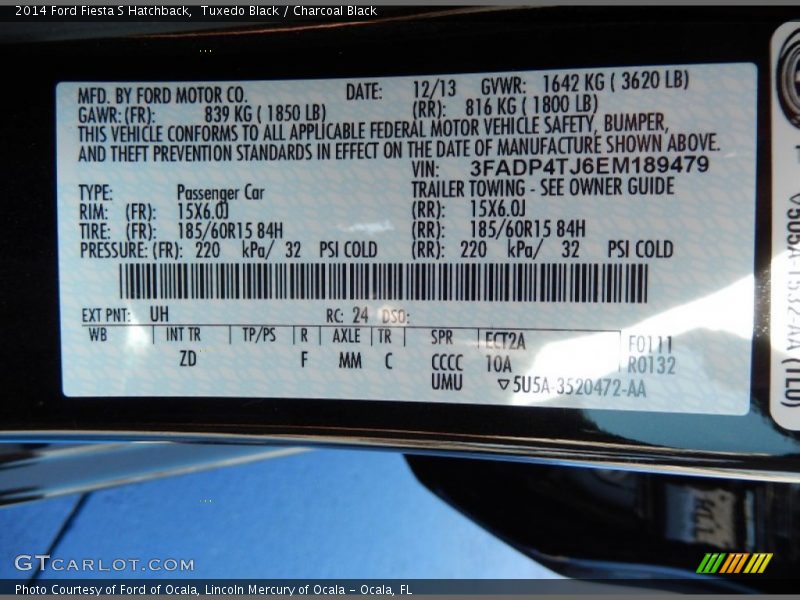 2014 Ford Fiesta S Hatchback, Tuxedo Black / Charcoal Black
MFD. BY FORD MOTOR CO. DATE: 12/13 GVWR: 1642 KG ( 3620 LB)
GAWR:(FR): 839 KG ( 1850 LB) (RR): 816 KG ( 1800 LB)
THIS VEHICLE CONFORMS TO ALL APPLICABLE FEDERAL MOTOR VEHICLE SAFETY, BUMPER,
AND THEFT PREVENTION STANDARDS IN EFFECT ON THE DATE OF MANUFACTURE SHOWN ABOVE.
VIN: 3FADP4TJ6EM189479
TYPE: Passenger Car TRAILER TOWING - SEE OWNER GUIDE
RIM: (FR): 15X6.0J (RR): 15X6.0J
TIRE: (FR): 185/60R15 84H (RR): 185/60R15 84H
PRESSURE: (FR): 220 kPa/ 32 PSI COLD (RR): 220 kPa/ 32 PSI COLD
EXT PNT: UH RC: 24 DSO:
WB INT TR TP/PS R AXLE TR SPR ECT2A F0111
ZD F MM C CCCC 10A R0132
UMU ▽5U5A-3520472-AA
V5U5A-1532-AA (TLU)
GTCARLOT.COM
Photo Courtesy of Ford of Ocala, Lincoln Mercury of Ocala - Ocala, FL